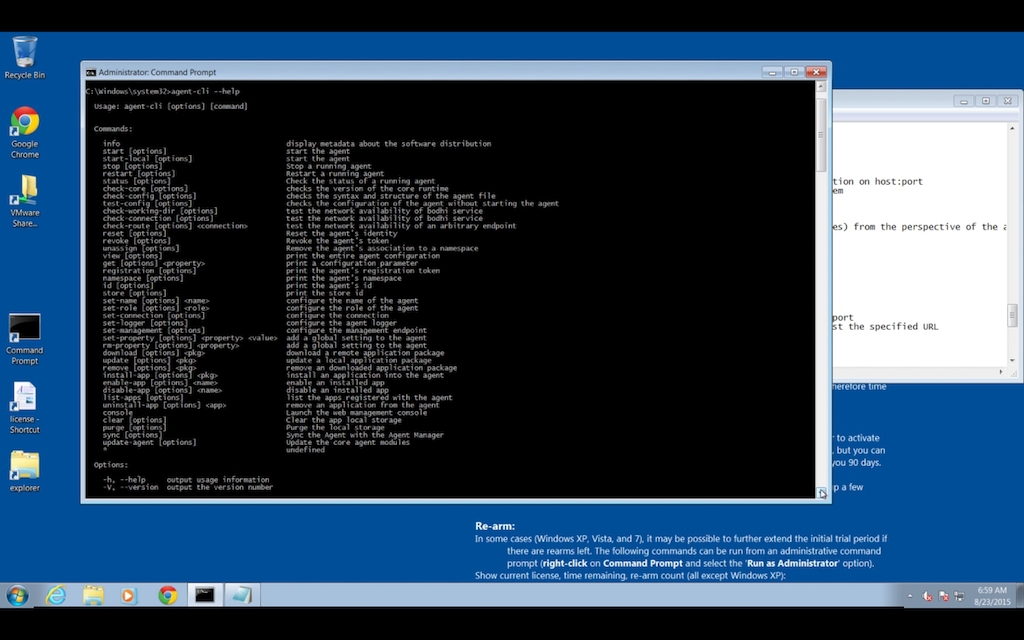 Recycle Bin
Google
Chrome
VMware
Share...
Command
Prompt
license -
Shortcut
explorer
Administrator: Command Prompt
C:\Windows\system32>agent-cli --help
Usage: agent-cli [options] [command]
Commands:
info display metadata about the software distribution
start [options] start the agent
start-local [options] start the agent
stop [options] Stop a running agent
restart [options] Restart a running agent
status [options] Check the status of a running agent
check-core [options] checks the version of the core runtime
check-config [options] checks the syntax and structure of the agent file
test-config [options] checks the configuration of the agent without starting the agent
check-working-dir [options] test the network availability of bodhi service
check-connection [options] test the network availability of bodhi service
check-route [options] <connection> test the network availability of an arbitrary endpoint
reset [options] Reset the agent's identity
revoke [options] Revoke the agent's token
unassign [options] Remove the agent's association to a namespace
view [options] print the entire agent configuration
get [options] <property> print a configuration parameter
registration [options] print the agent's registration token
namespace [options] print the agent's namespace
id [options] print the agent's id
store [options] print the store id
set-name [options] <name> configure the name of the agent
set-role [options] <role> configure the role of the agent
set-connection [options] configure the connection
set-logger [options] configure the agent logger
set-management [options] configure the management endpoint
set-property [options] <property> <value> add a global setting to the agent
rm-property [options] <property> add a global setting to the agent
download [options] <pkg> download a remote application package
update [options] <pkg> update a local application package
remove [options] <pkg> remove an downloaded application package
install-app [options] <pkg> install an application into the agent
enable-app [options] <name> enable an installed app
disable-app [options] <name> disable an installed app
list-apps [options] list the apps registered with the agent
uninstall-app [options] <app> remove an application from the agent
console Launch the web management console
clear [options] Clear the app local storage
purge [options] Purge the local storage
sync [options] Sync the Agent with the Agent Manager
update-agent [options] Update the core agent modules
* undefined
Options:
-h, --help output usage information
-V, --version output the version number
tion on host:port
em
es) from the perspective of the a
port
st the specified URL
herefore time
r to activate
, but you can
you 90 days.
p a few
Re-arm:
In some cases (Windows XP, Vista, and 7), it may be possible to further extend the initial trial period if
there are rearms left. The following commands can be run from an administrative command
prompt (right-click on Command Prompt and select the 'Run as Administrator' option).
Show current license, time remaining, re-arm count (all except Windows XP):
6:59 AM
8/23/2015